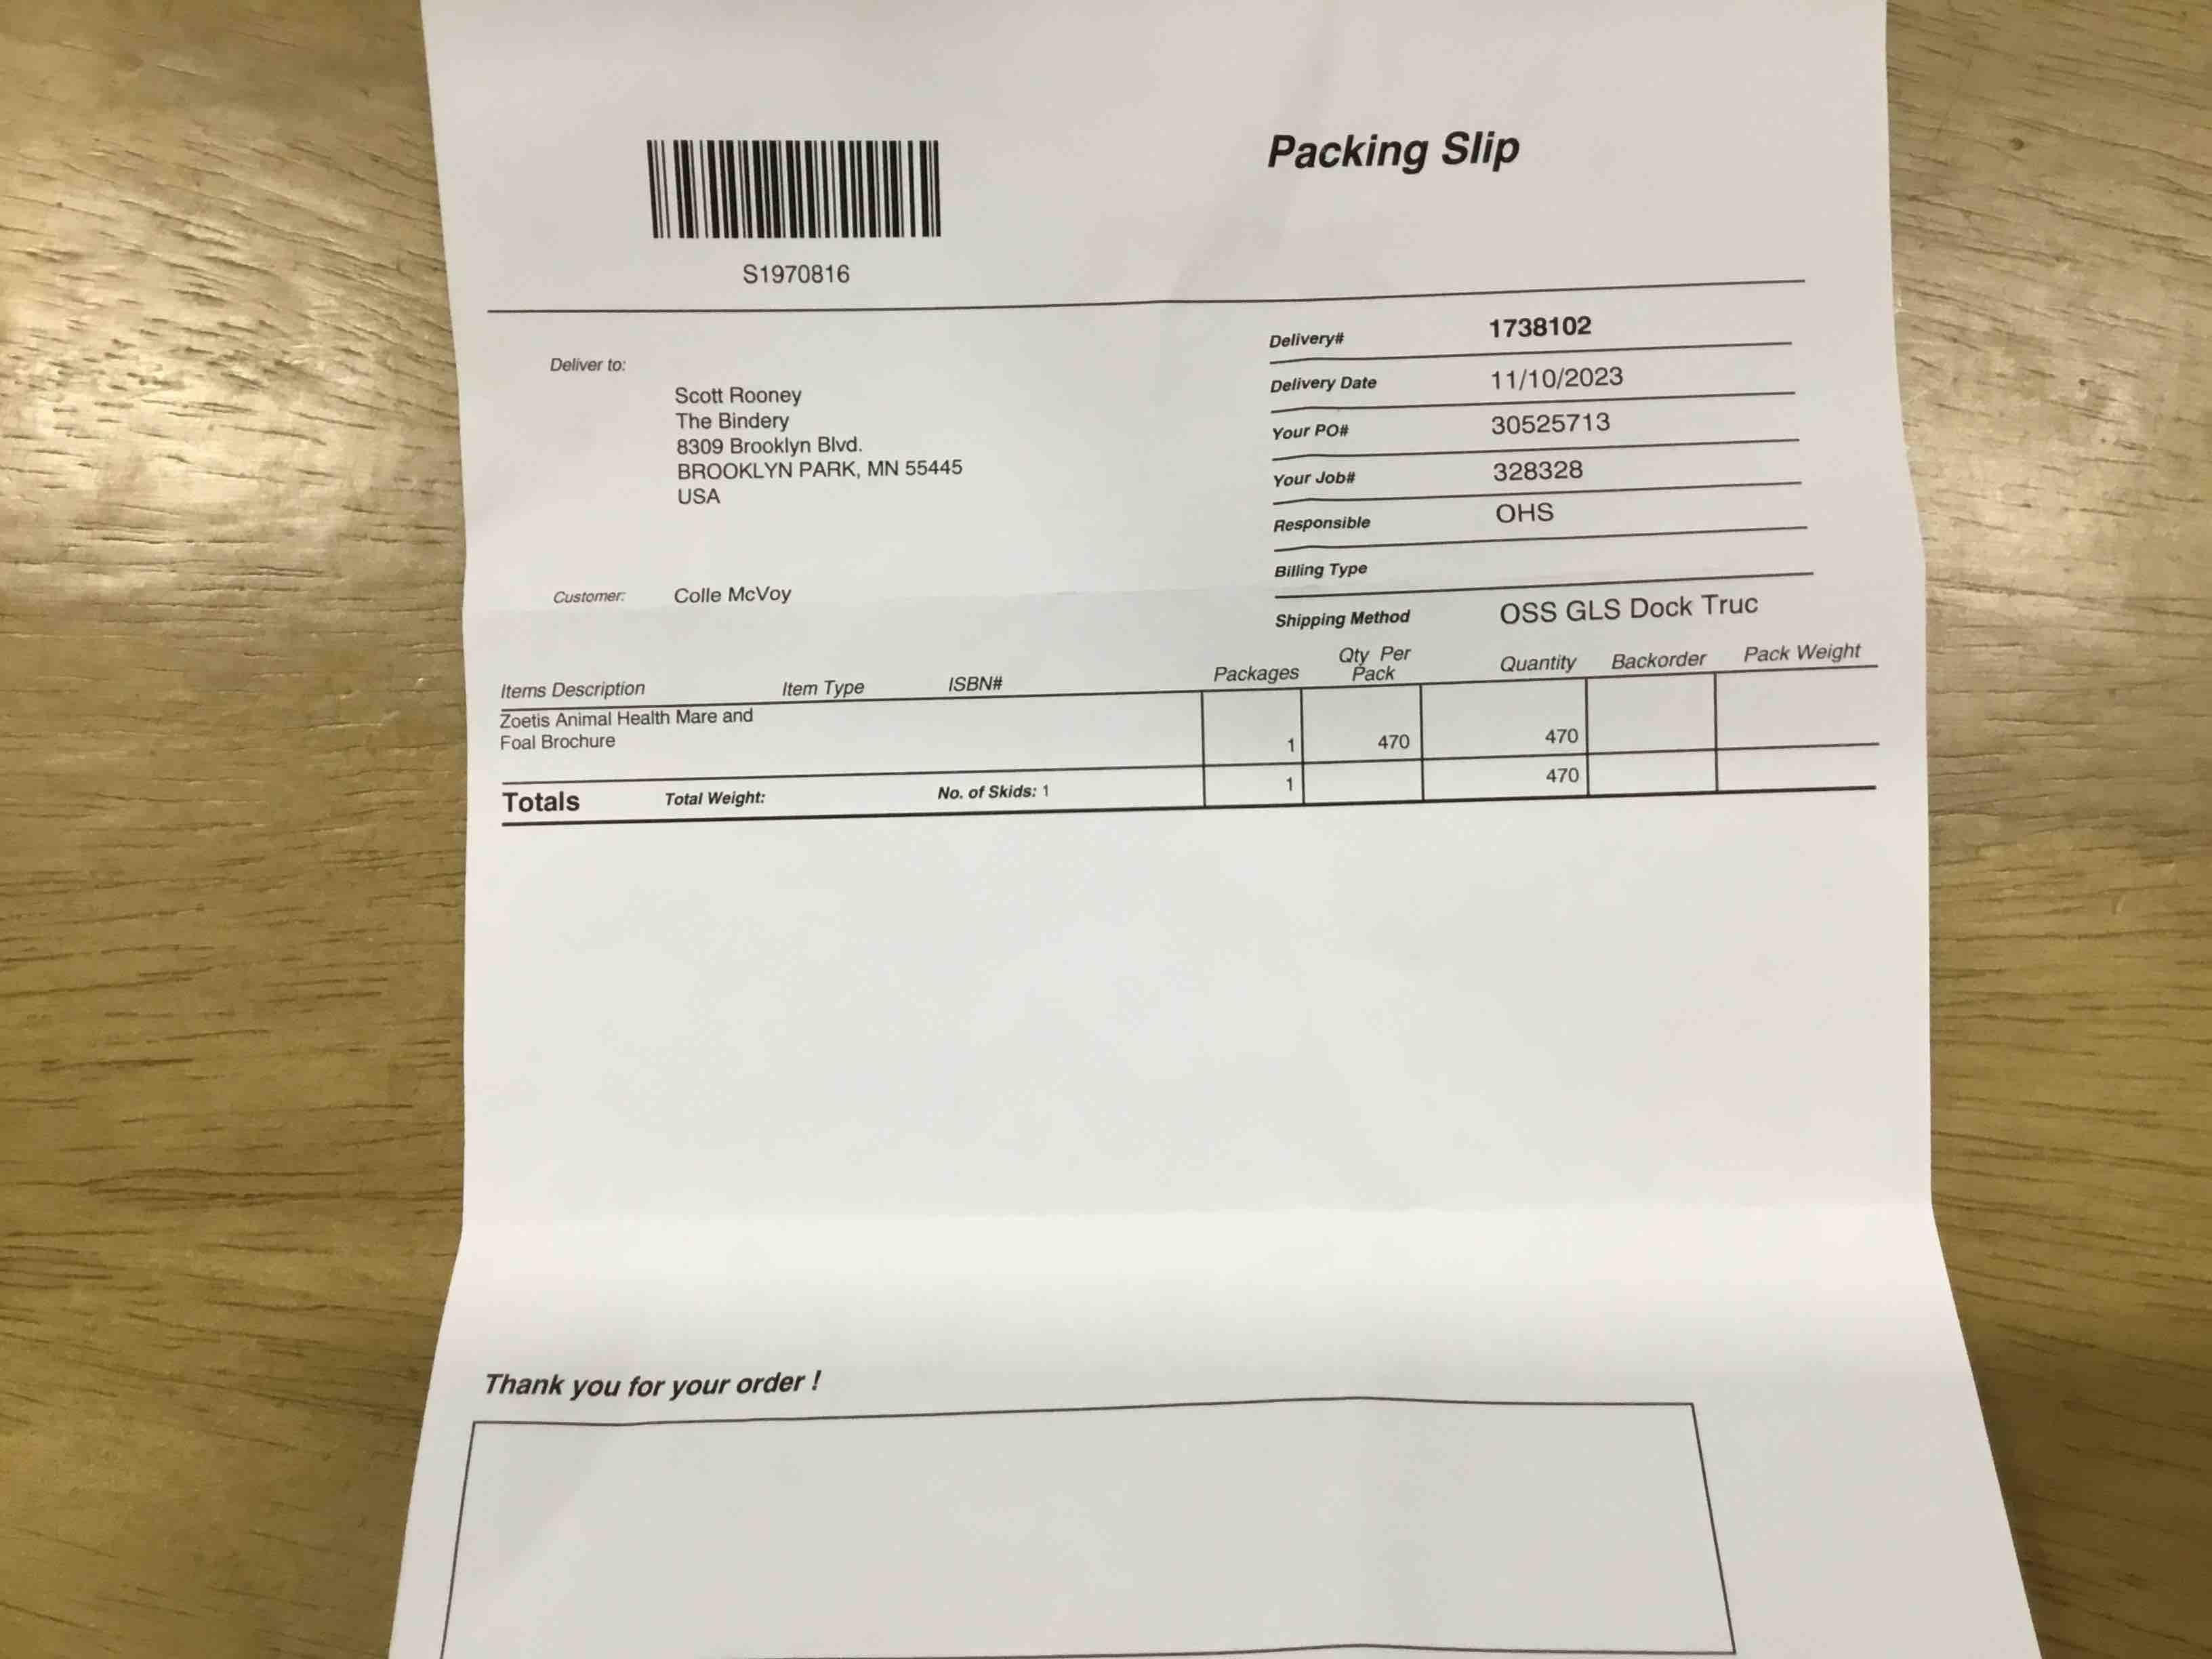 Packing Slip
S1970816
Deliver to:
Scott Rooney
The Bindery
8309 Brooklyn Blvd.
BROOKLYN PARK, MN 55445
USA
Customer: Colle McVoy
Delivery# 1738102
Delivery Date 11/10/2023
Your PO# 30525713
Your Job# 328328
Responsible OHS
Billing Type
Shipping Method OSS GLS Dock Truc
Items Description Item Type ISBN# Packages Qty Per Pack Quantity Backorder Pack Weight
Zoetis Animal Health Mare and
Foal Brochure 1 470 470
Totals Total Weight: No. of Skids: 1 1 470
Thank you for your order !